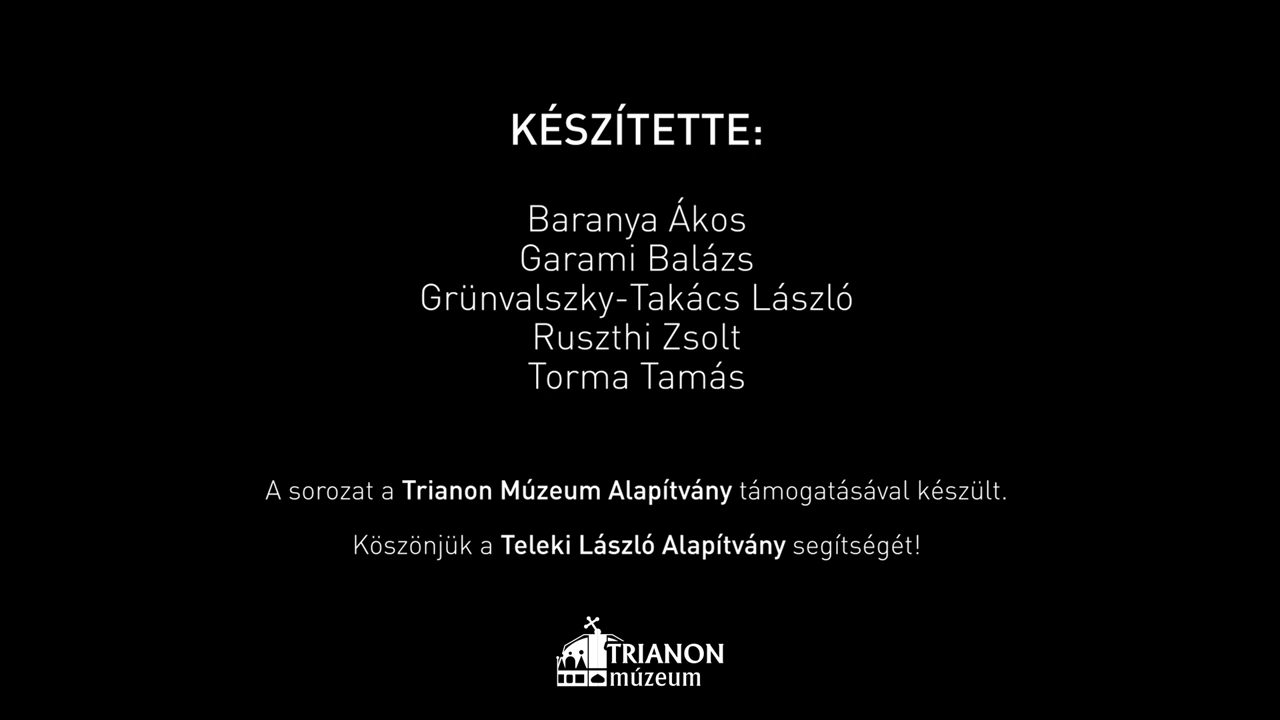 KÉSZÍTETTE:
Baranya Ákos
Garami Balázs
Grünvalszky-Takács László
Ruszthi Zsolt
Torma Tamás
A sorozat a Trianon Múzeum Alapítvány támogatásával készült.
Köszönjük a Teleki László Alapítvány segítségét!
TRIANON
múzeum